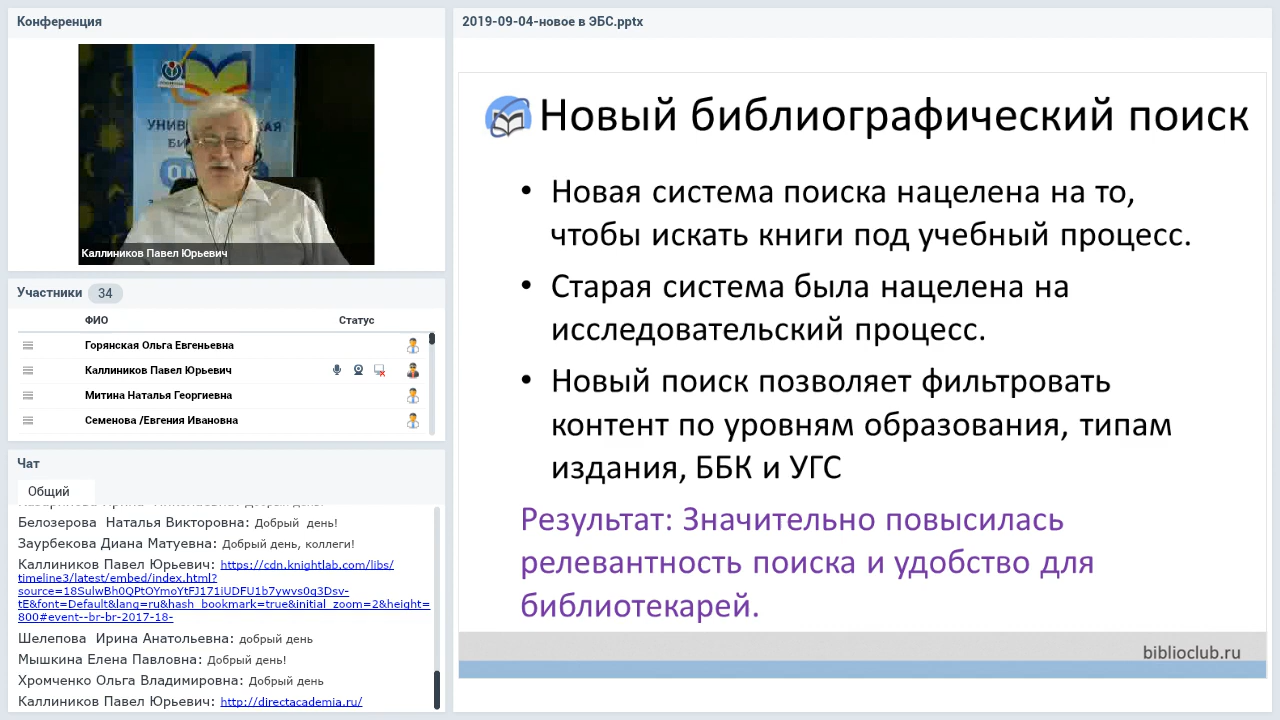 Конференция
УНИВ
СКАЯ
Каллиников Павел Юрьевич
Участники 34
ФИО Статус
Горянская Ольга Евгеньевна
Каллиников Павел Юрьевич
Митина Наталья Георгиевна
Семенова /Евгения Ивановна
Чат
Общий
Белозерова Наталья Викторовна: Добрый день!
Заурбекова Диана Матуевна: Добрый день, коллеги!
Каллиников Павел Юрьевич: https://cdn.knightlab.com/libs/
timeline3/latest/embed/index.html?
source=18SulwBh0QPtOYmoYtFJ171iUDFU1b7ywvs0q3Dsv-
tE&font=Default&lang=ru&hash_bookmark=true&initial_zoom=2&height=
800#event--br-br-2017-18-
Шелепова Ирина Анатольевна: добрый день
Мышкина Елена Павловна: Добрый день!
Хромченко Ольга Владимировна: Добрый день
Каллиников Павел Юрьевич: http://directacademia.ru/
2019-09-04-новое в ЭБС.pptx
Новый библиографический поиск
• Новая система поиска нацелена на то,
чтобы искать книги под учебный процесс.
• Старая система была нацелена на
исследовательский процесс.
• Новый поиск позволяет фильтровать
контент по уровням образования, типам
издания, ББК и УГС
Результат: Значительно повысилась
релевантность поиска и удобство для
библиотекарей.
biblioclub.ru